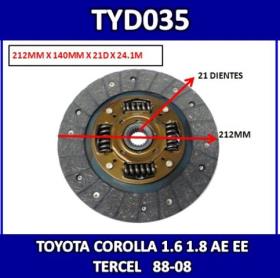 TYD035
212MM X 140MM X 21D X 24.1M
21 DIENTES
212MM
TOYOTA COROLLA 1.6 1.8 AE EE
TERCEL 88-08